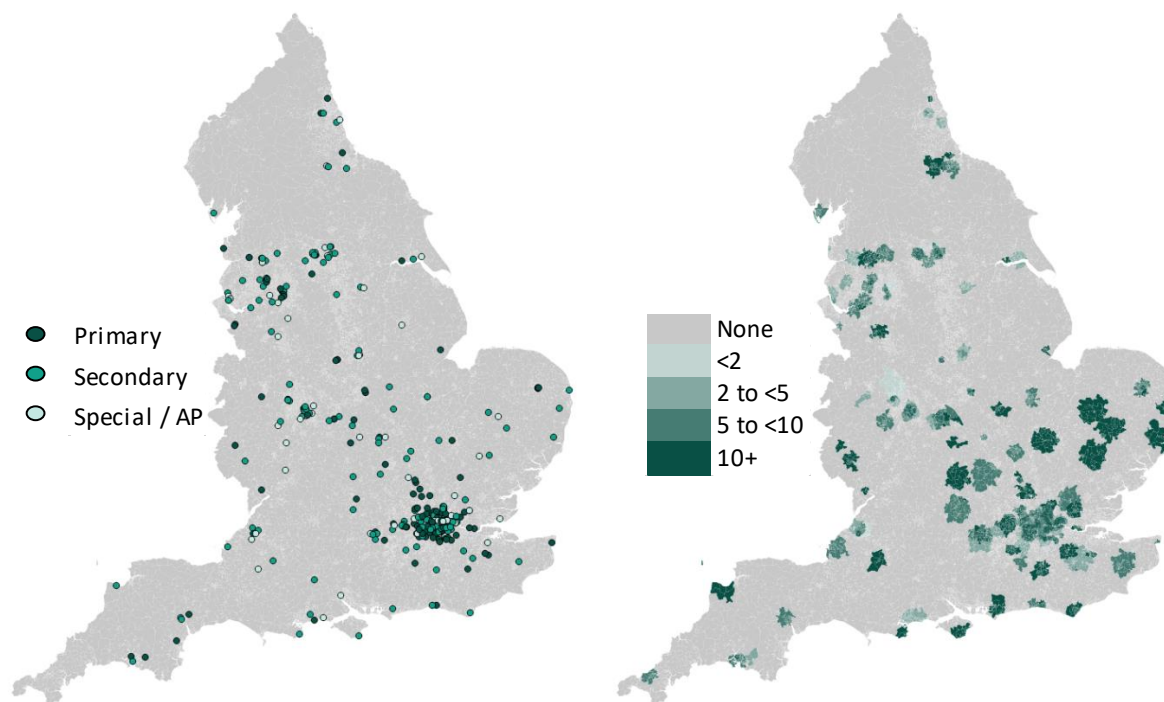 Primary
Secondary
Special / AP
None
<2
2 to <5
5 to <10
10+